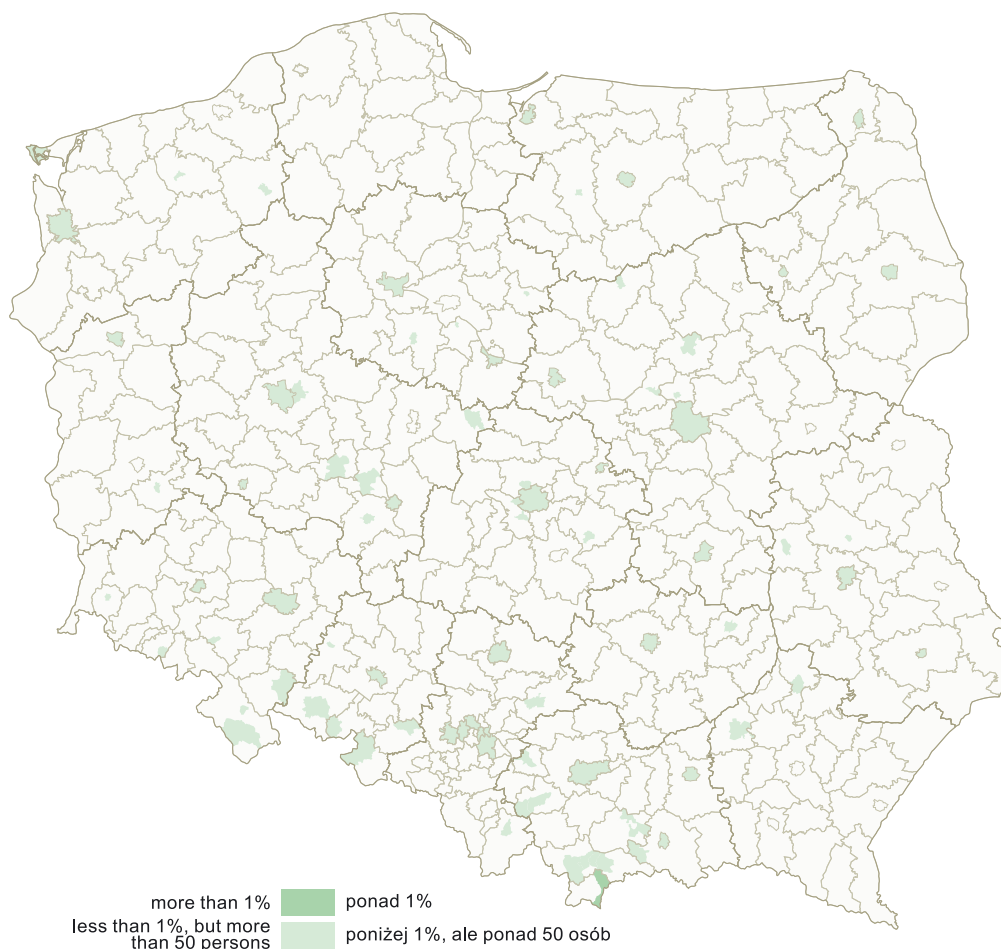 more than 1% ponad 1%
less than 1%, but more
than 50 persons poniżej 1%, ale ponad 50 osób